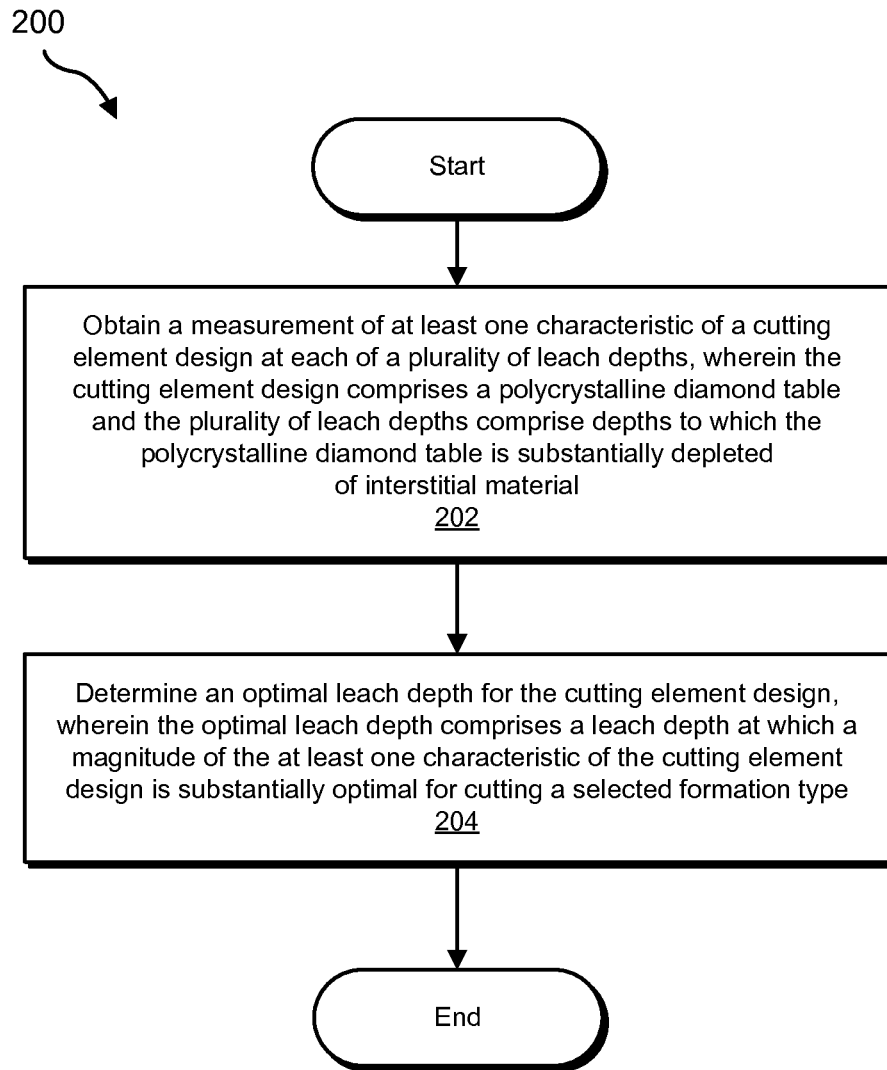 200
Start
Obtain a measurement of at least one characteristic of a cutting
element design at each of a plurality of leach depths, wherein the
cutting element design comprises a polycrystalline diamond table
and the plurality of leach depths comprise depths to which the
polycrystalline diamond table is substantially depleted
of interstitial material
202
Determine an optimal leach depth for the cutting element design,
wherein the optimal leach depth comprises a leach depth at which a
magnitude of the at least one characteristic of the cutting element
design is substantially optimal for cutting a selected formation type
204
End